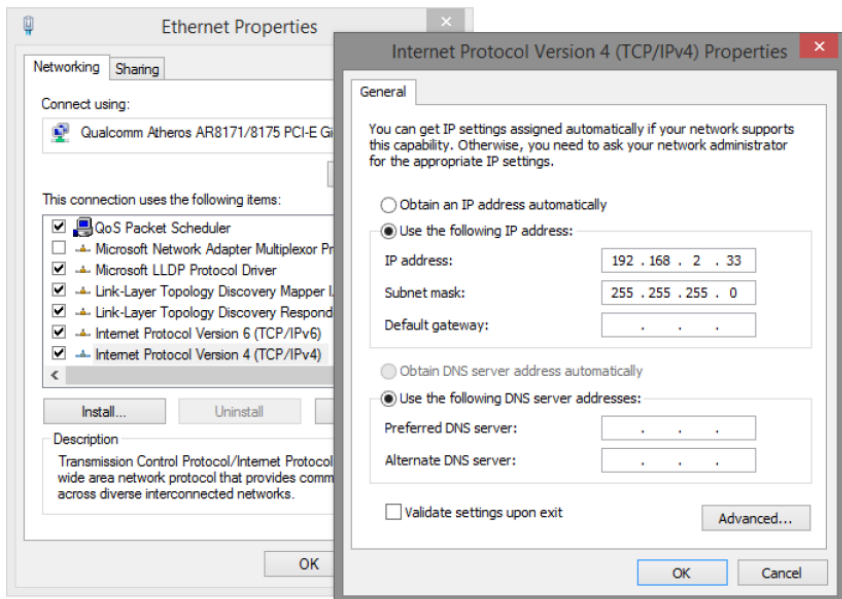 Ethernet Properties
Networking
Sharing
Connect using:
Qualcomm Atheros AR8171/8175 PCI-E Gi
This connection uses the following items:
QoS Packet Scheduler
Microsoft Network Adapter Multiplexor Pr
Microsoft LLDP Protocol Driver
Link-Layer Topology Discovery Mapper I.
Link-Layer Topology Discovery Respond
Internet Protocol Version 6 (TCP/IPv6)
Internet Protocol Version 4 (TCP/IPv4)
Install...
Uninstall
Description
Transmission Control Protocol/Internet Protocol
wide area network protocol that provides comm
across diverse interconnected networks.
OK
Internet Protocol Version 4 (TCP/IPv4) Properties
General
You can get IP settings assigned automatically if your network supports
this capability. Otherwise, you need to ask your network administrator
for the appropriate IP settings.
Obtain an IP address automatically
Use the following IP address:
IP address: 192 . 168 . 2 . 33
Subnet mask: 255 . 255 . 255 . 0
Default gateway: . . .
Obtain DNS server address automatically
Use the following DNS server addresses:
Preferred DNS server: . . .
Alternate DNS server: . . .
Validate settings upon exit
Advanced...
OK
Cancel